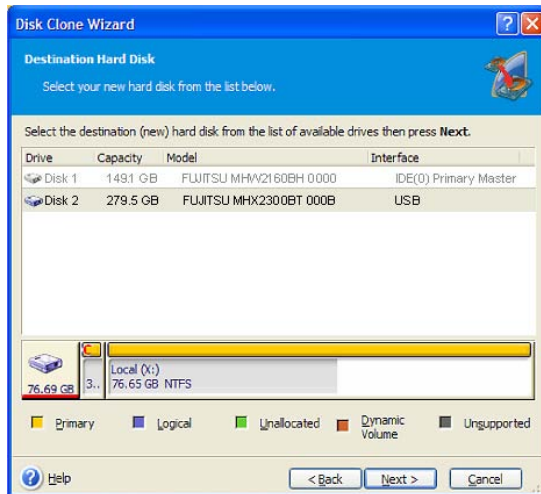 Disk Clone Wizard
Destination Hard Disk
Select your new hard disk from the list below.
Select the destination (new) hard disk from the list of available drives then press Next.
Drive Capacity Model Interface
Disk 1 149.1 GB FUJITSU MHW2160BH 0000 IDE(0) Primary Master
Disk 2 279.5 GB FUJITSU MHX2300BT 000B USB
C
Local (X:)
76.69 GB 3.. 76.65 GB NTFS
Primary Logical Unallocated Dynamic Volume Unsupported
Help < Back Next > Cancel